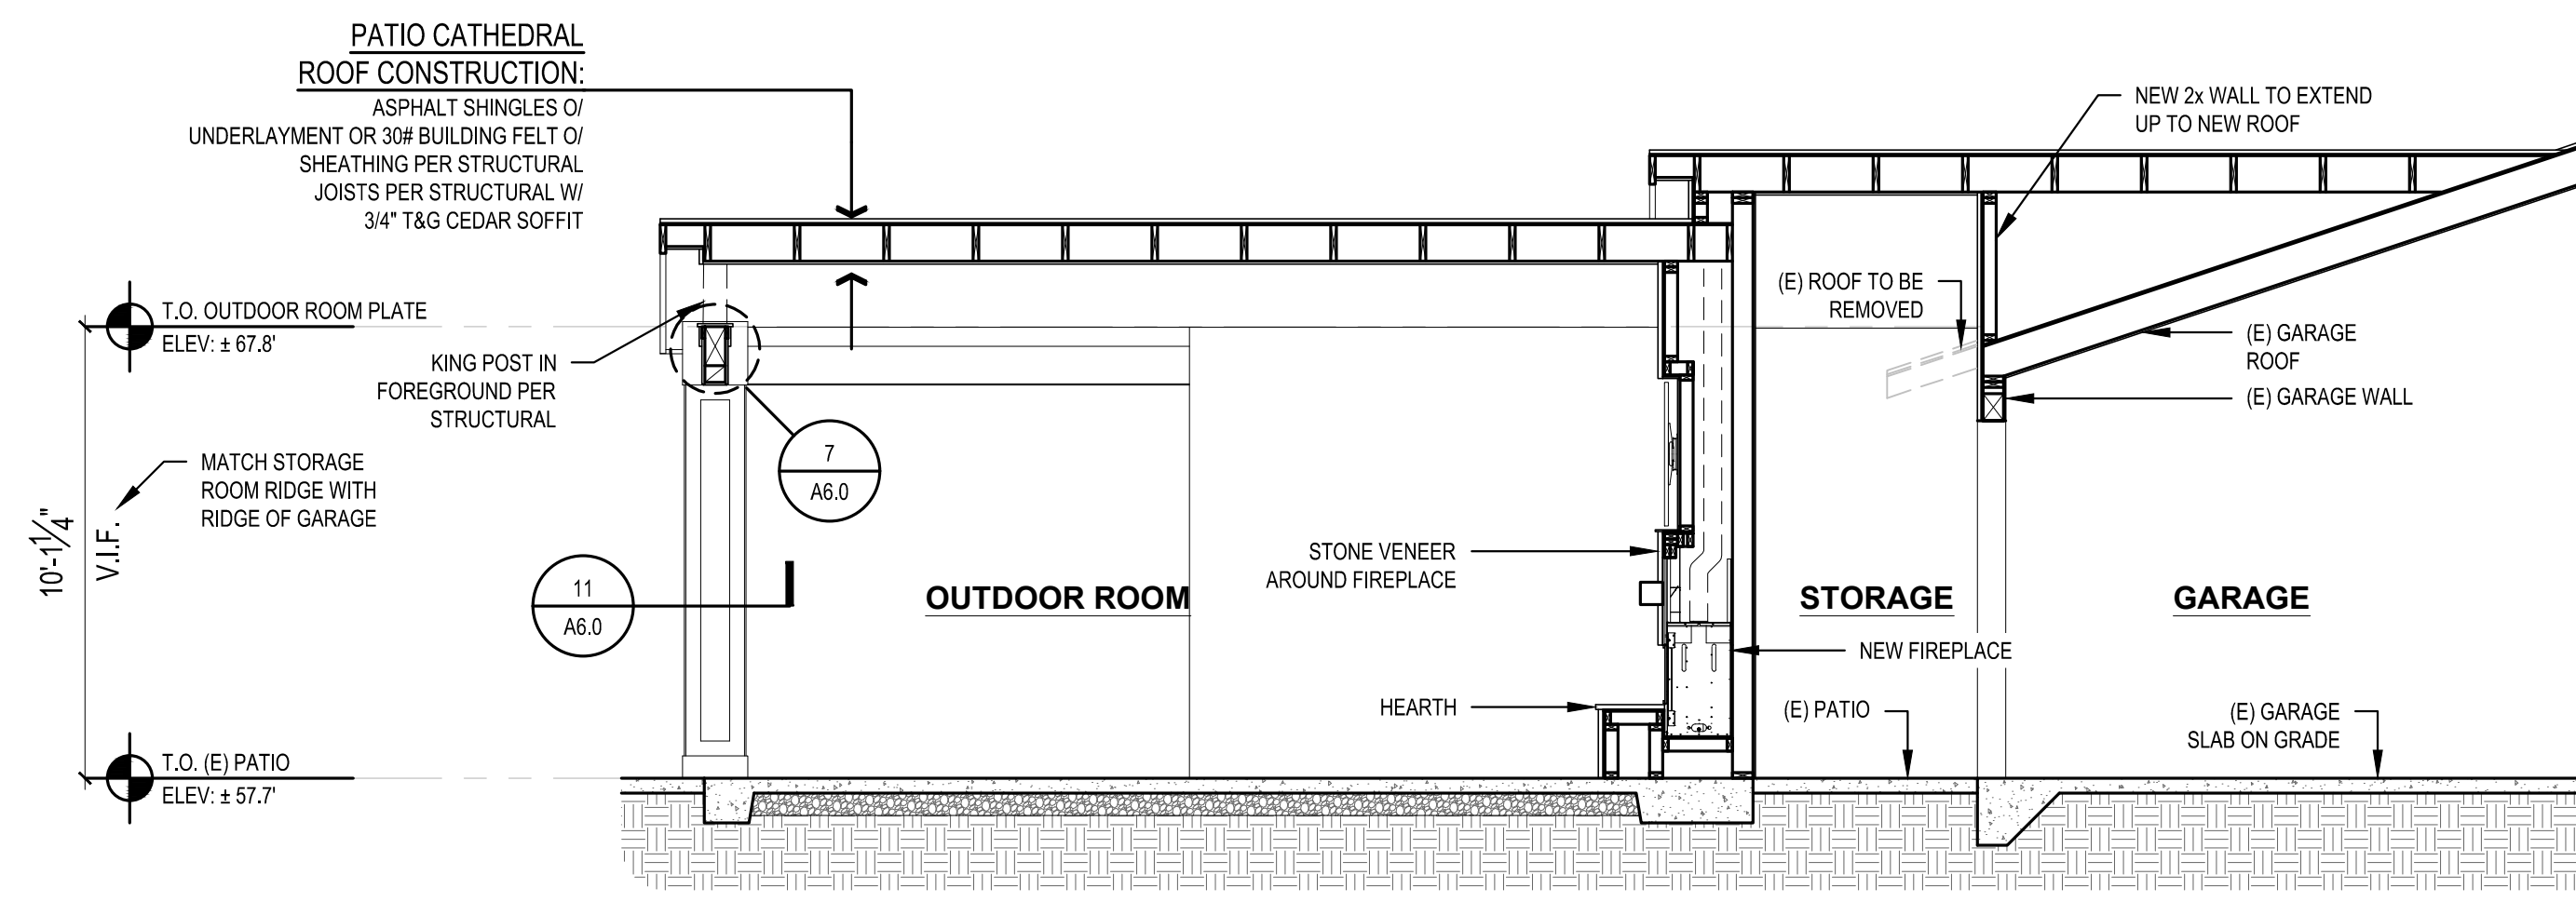 PATIO CATHEDRAL
ROOF CONSTRUCTION:
ASPHALT SHINGLES O/
UNDERLAYMENT OR 30# BUILDING FELT O/
SHEATHING PER STRUCTURAL
JOISTS PER STRUCTURAL W/
3/4" T&G CEDAR SOFFIT
NEW 2x WALL TO EXTEND
UP TO NEW ROOF
T.O. OUTDOOR ROOM PLATE
ELEV: ± 67.8'
(E) ROOF TO BE
REMOVED
(E) GARAGE
ROOF
(E) GARAGE WALL
KING POST IN
FOREGROUND PER
STRUCTURAL
7
A6.0
MATCH STORAGE
ROOM RIDGE WITH
RIDGE OF GARAGE
10'-1 1/4"
V.I.F.
11
A6.0
OUTDOOR ROOM
STONE VENEER
AROUND FIREPLACE
STORAGE
GARAGE
NEW FIREPLACE
HEARTH
(E) PATIO
(E) GARAGE
SLAB ON GRADE
T.O. (E) PATIO
ELEV: ± 57.7'